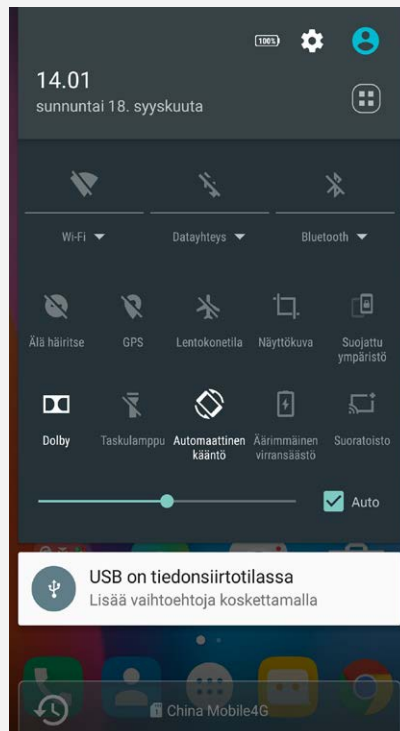 100%
14.01
sunnuntai 18. syyskuuta
Wi-Fi Datayhteys Bluetooth
Älä häiritse GPS Lentokonetila Näyttökuva Suojattu
ympäristö
Dolby Taskulamppu Automaattinen Äärimmäinen Suoratoisto
kääntö virransäästö
Auto
USB on tiedonsiirtotilassa
Lisää vaihtoehtoja koskettamalla
China Mobile4G